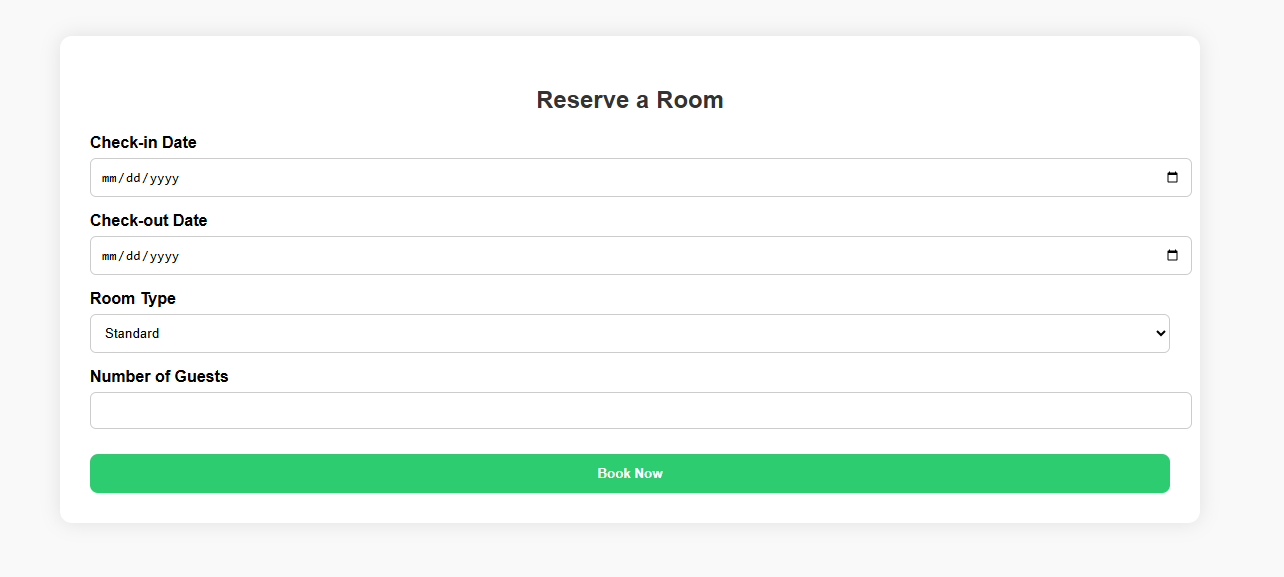 Reserve a Room
Check-in Date
mm/dd/yyyy
Check-out Date
mm/dd/yyyy
Room Type
Standard
Number of Guests
Book Now